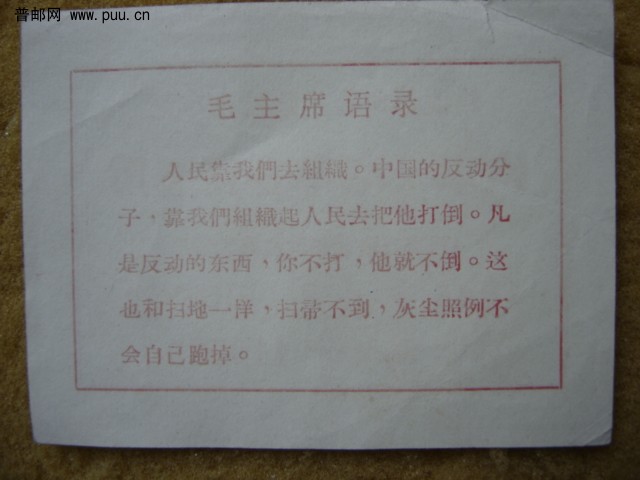 普邮网 www.puu.cn
毛主席语录
人民靠我們去組織。中国的反动分
子，靠我們組織起人民去把他打倒。凡
是反动的东西，你不打，他就不倒。这
也和扫地一样，扫帚不到，灰尘照例不
会自己跑掉。